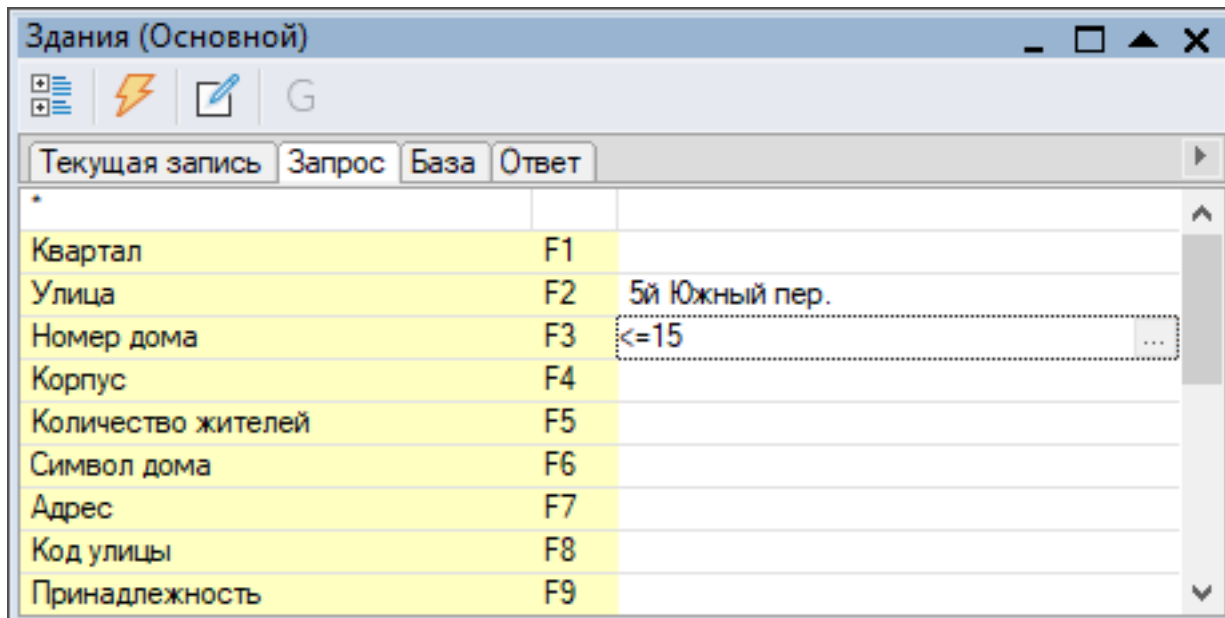 Здания (Основной)
G
Текущая запись Запрос База Ответ
*
Квартал F1
Улица F2 5й Южный пер.
Номер дома F3 <=15 ...
Корпус F4
Количество жителей F5
Символ дома F6
Адрес F7
Код улицы F8
Принадлежность F9